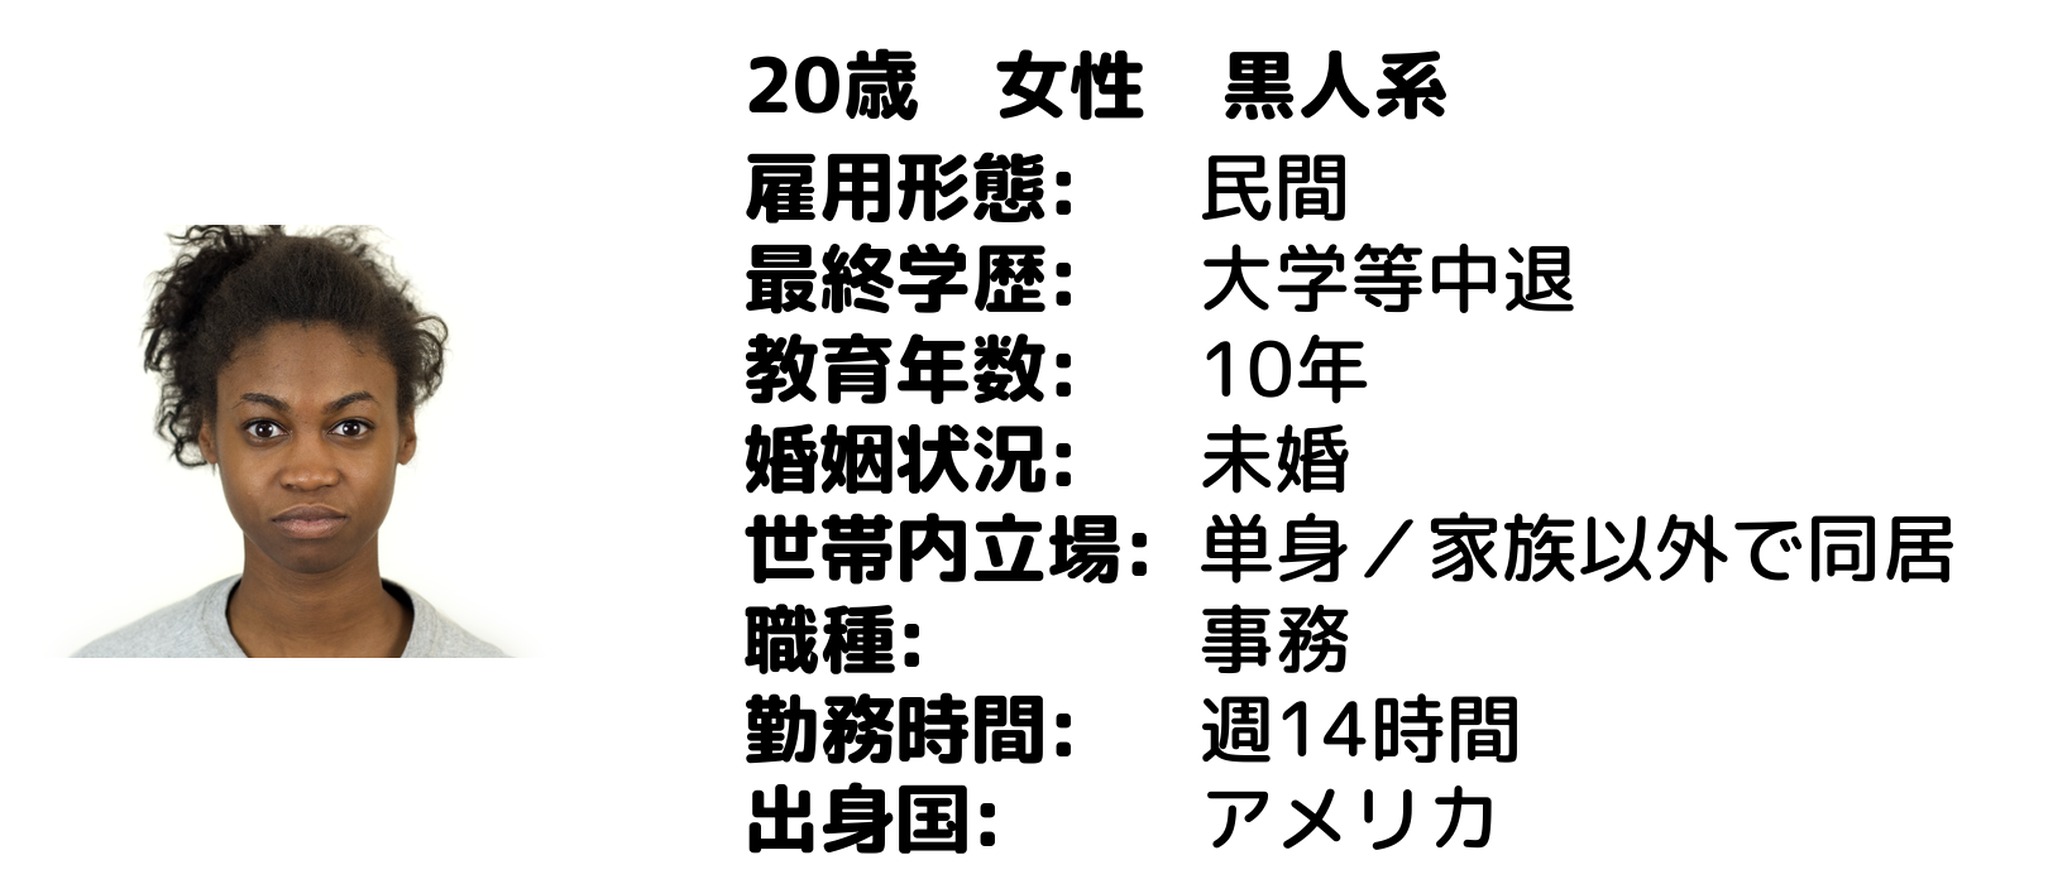 20歳　女性　黒人系
雇用形態:　民間
最終学歴:　大学等中退
教育年数:　10年
婚姻状況:　未婚
世帯内立場:　単身／家族以外で同居
職種:　事務
勤務時間:　週14時間
出身国:　アメリカ